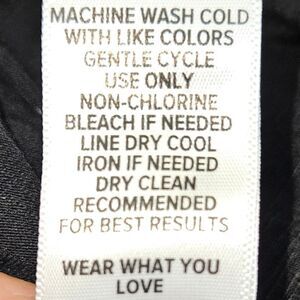 MACHINE WASH COLD
WITH LIKE COLORS
GENTLE CYCLE
USE ONLY
NON-CHLORINE
BLEACH IF NEEDED
LINE DRY COOL
IRON IF NEEDED
DRY CLEAN
RECOMMENDED
FOR BEST RESULTS
WEAR WHAT YOU
LOVE